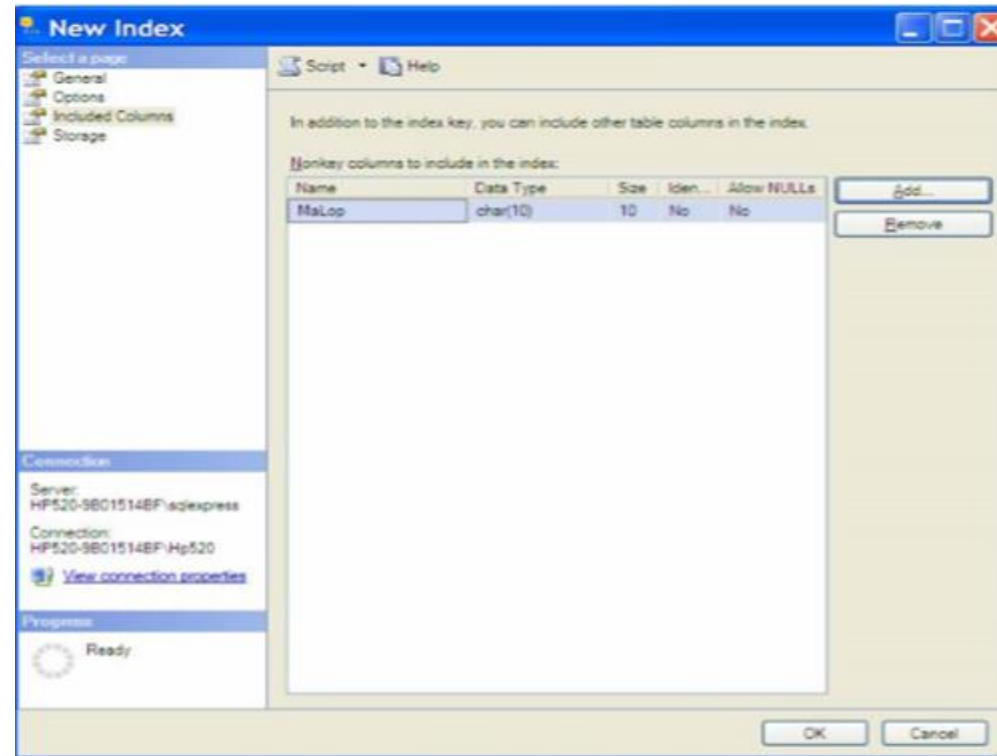 New Index
Select a page
General
Options
Included Columns
Storage
Script Help
In addition to the index key, you can include other table columns in the index.
Nonkey columns to include in the index:
Name Data Type Size Iden... Allow NULLs
MaLop char(10) 10 No No
Add...
Remove
Connection
Server:
HP520-9B01514BF\sqlexpress
Connection:
HP520-9B01514BF\Hp520
View connection properties
Progress
Ready
OK Cancel